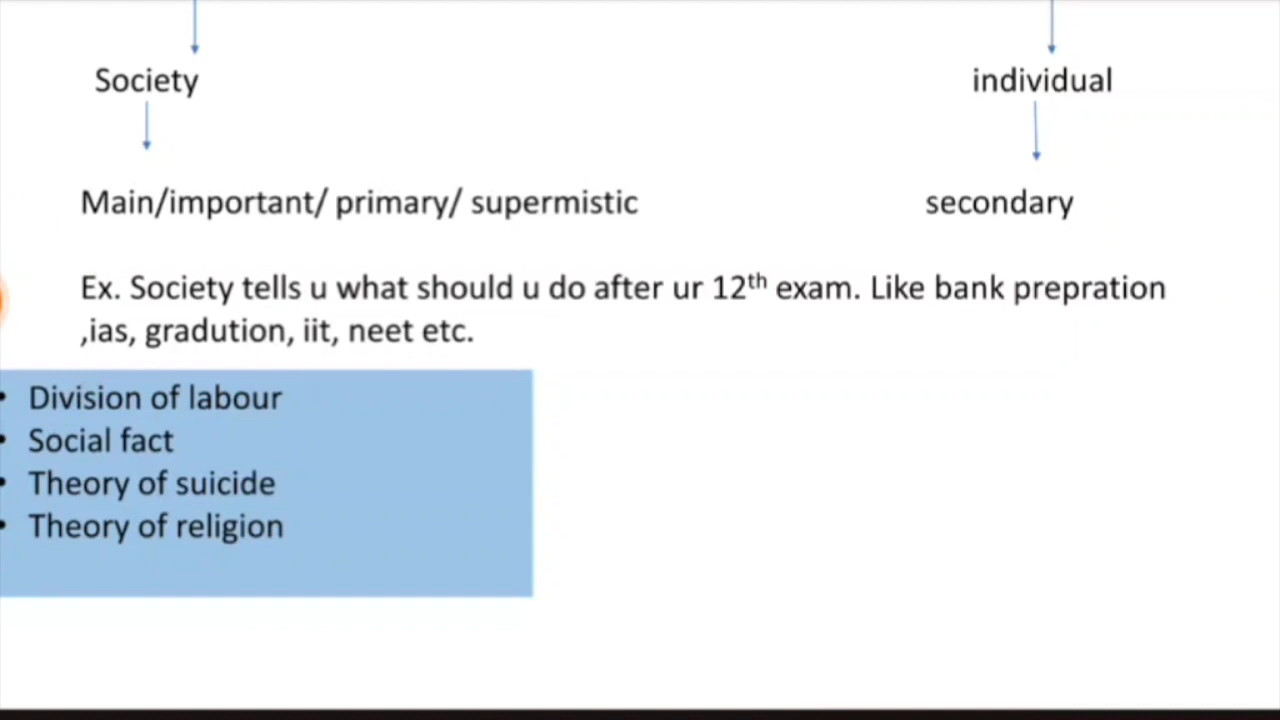 Society individual
Main/important/ primary/ supermistic secondary
Ex. Society tells u what should u do after ur 12th exam. Like bank prepration
,ias, gradution, iit, neet etc.
• Division of labour
• Social fact
• Theory of suicide
• Theory of religion